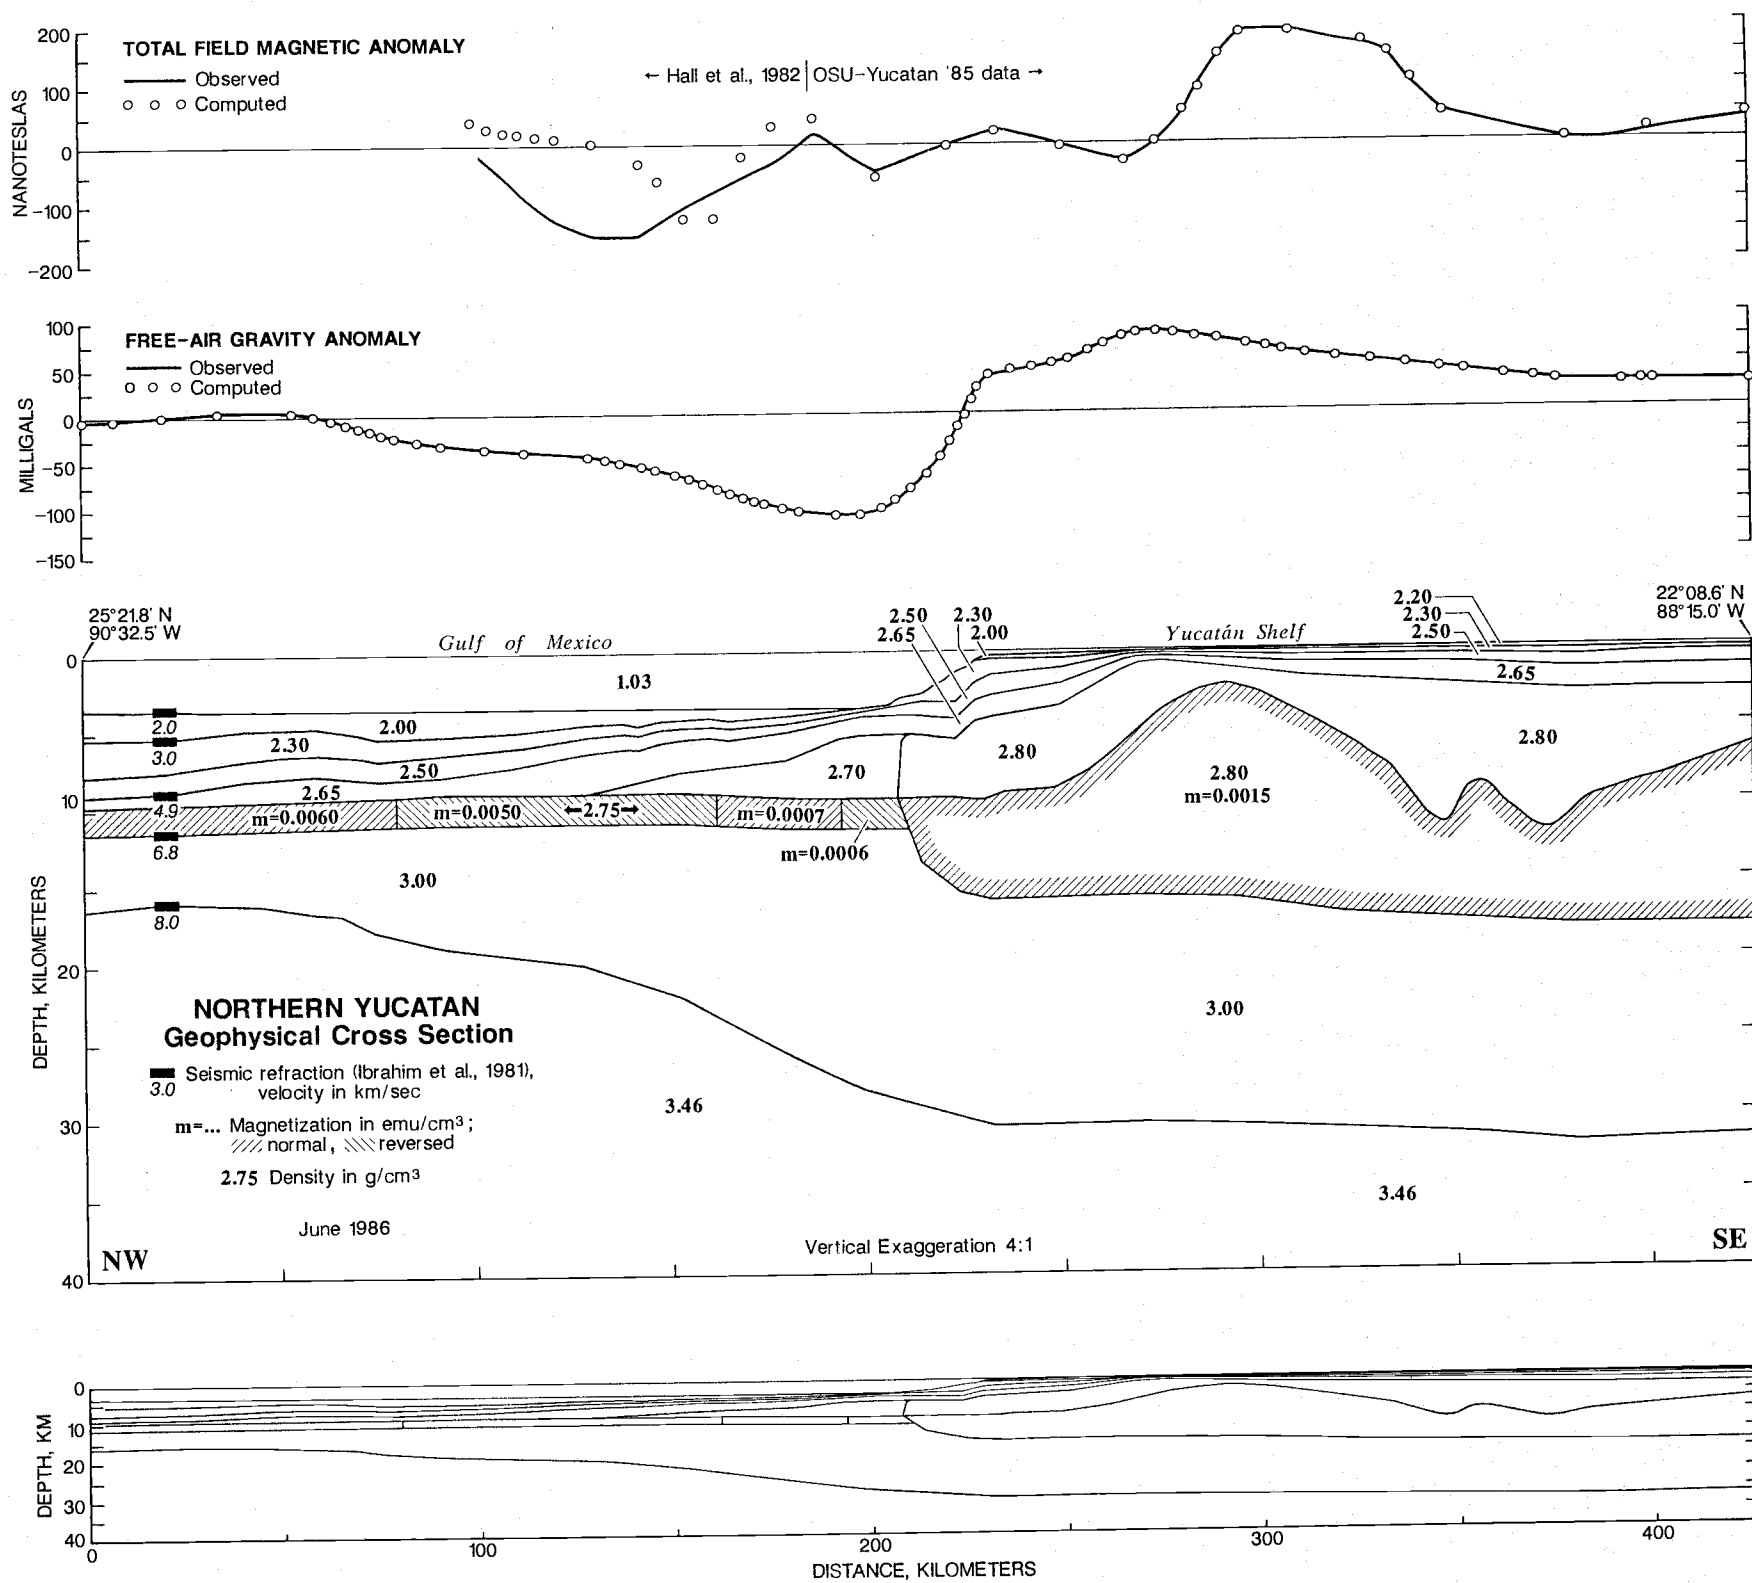 200
100
0
−100
−200
NANOTESLAS
TOTAL FIELD MAGNETIC ANOMALY
Observed
Computed
← Hall et al., 1982 | OSU–Yucatan '85 data →
100
50
0
−50
−100
−150
MILLIGALS
FREE–AIR GRAVITY ANOMALY
Observed
Computed
25°21.8' N
90°32.5' W
22°08.6' N
88°15.0' W
Gulf of Mexico
Yucatán Shelf
2.50
2.30
2.65
2.00
2.20
2.30
2.50
2.65
0
10
20
30
40
DEPTH, KILOMETERS
1.03
2.0
2.00
3.0
2.30
2.50
2.65
2.70
2.80
2.80
2.80
m=0.0015
4.9
m=0.0060
m=0.0050
←2.75→
m=0.0007
m=0.0006
6.8
3.00
8.0
3.00
3.46
3.46
NORTHERN YUCATAN
Geophysical Cross Section
Seismic refraction (Ibrahim et al., 1981),
3.0
velocity in km/sec
m=... Magnetization in emu/cm³;
normal, reversed
2.75 Density in g/cm³
June 1986
NW
Vertical Exaggeration 4:1
SE
0
10
20
30
40
DEPTH, KM
0
100
200
300
400
DISTANCE, KILOMETERS